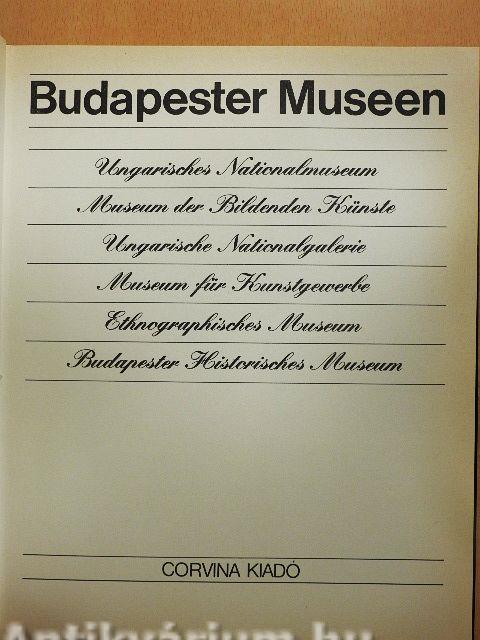 Budapester Museen
Ungarisches Nationalmuseum
Museum der Bildenden Künste
Ungarische Nationalgalerie
Museum für Kunstgewerbe
Ethnographisches Museum
Budapester Historisches Museum
CORVINA KIADÓ
Antikvárium.hu